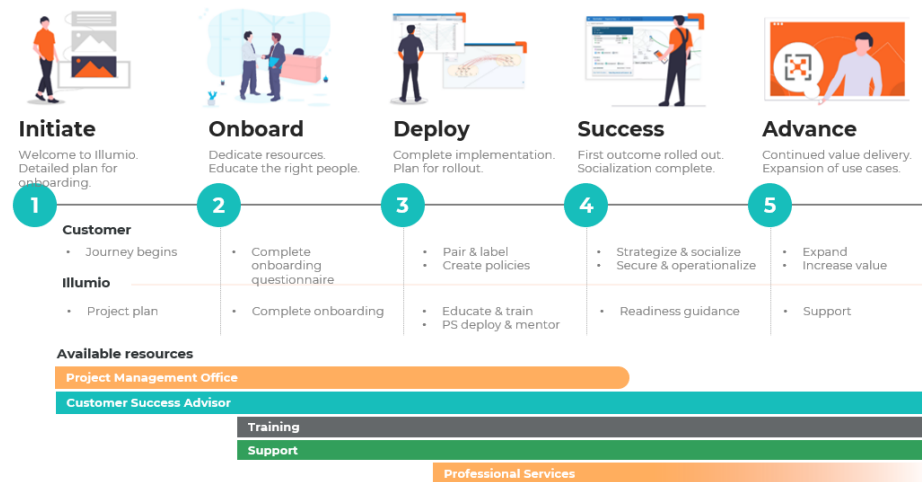 Initiate
Welcome to Illumio.
Detailed plan for
onboarding.
Onboard
Dedicate resources.
Educate the right people.
Deploy
Complete implementation.
Plan for rollout.
Success
First outcome rolled out.
Socialization complete.
Advance
Continued value delivery.
Expansion of use cases.
1
2
3
4
5
Customer
• Journey begins
• Complete
onboarding
questionnaire
• Pair & label
• Create policies
• Strategize & socialize
• Secure & operationalize
• Expand
• Increase value
Illumio
• Project plan
• Complete onboarding
• Educate & train
• PS deploy & mentor
• Readiness guidance
• Support
Available resources
Project Management Office
Customer Success Advisor
Training
Support
Professional Services